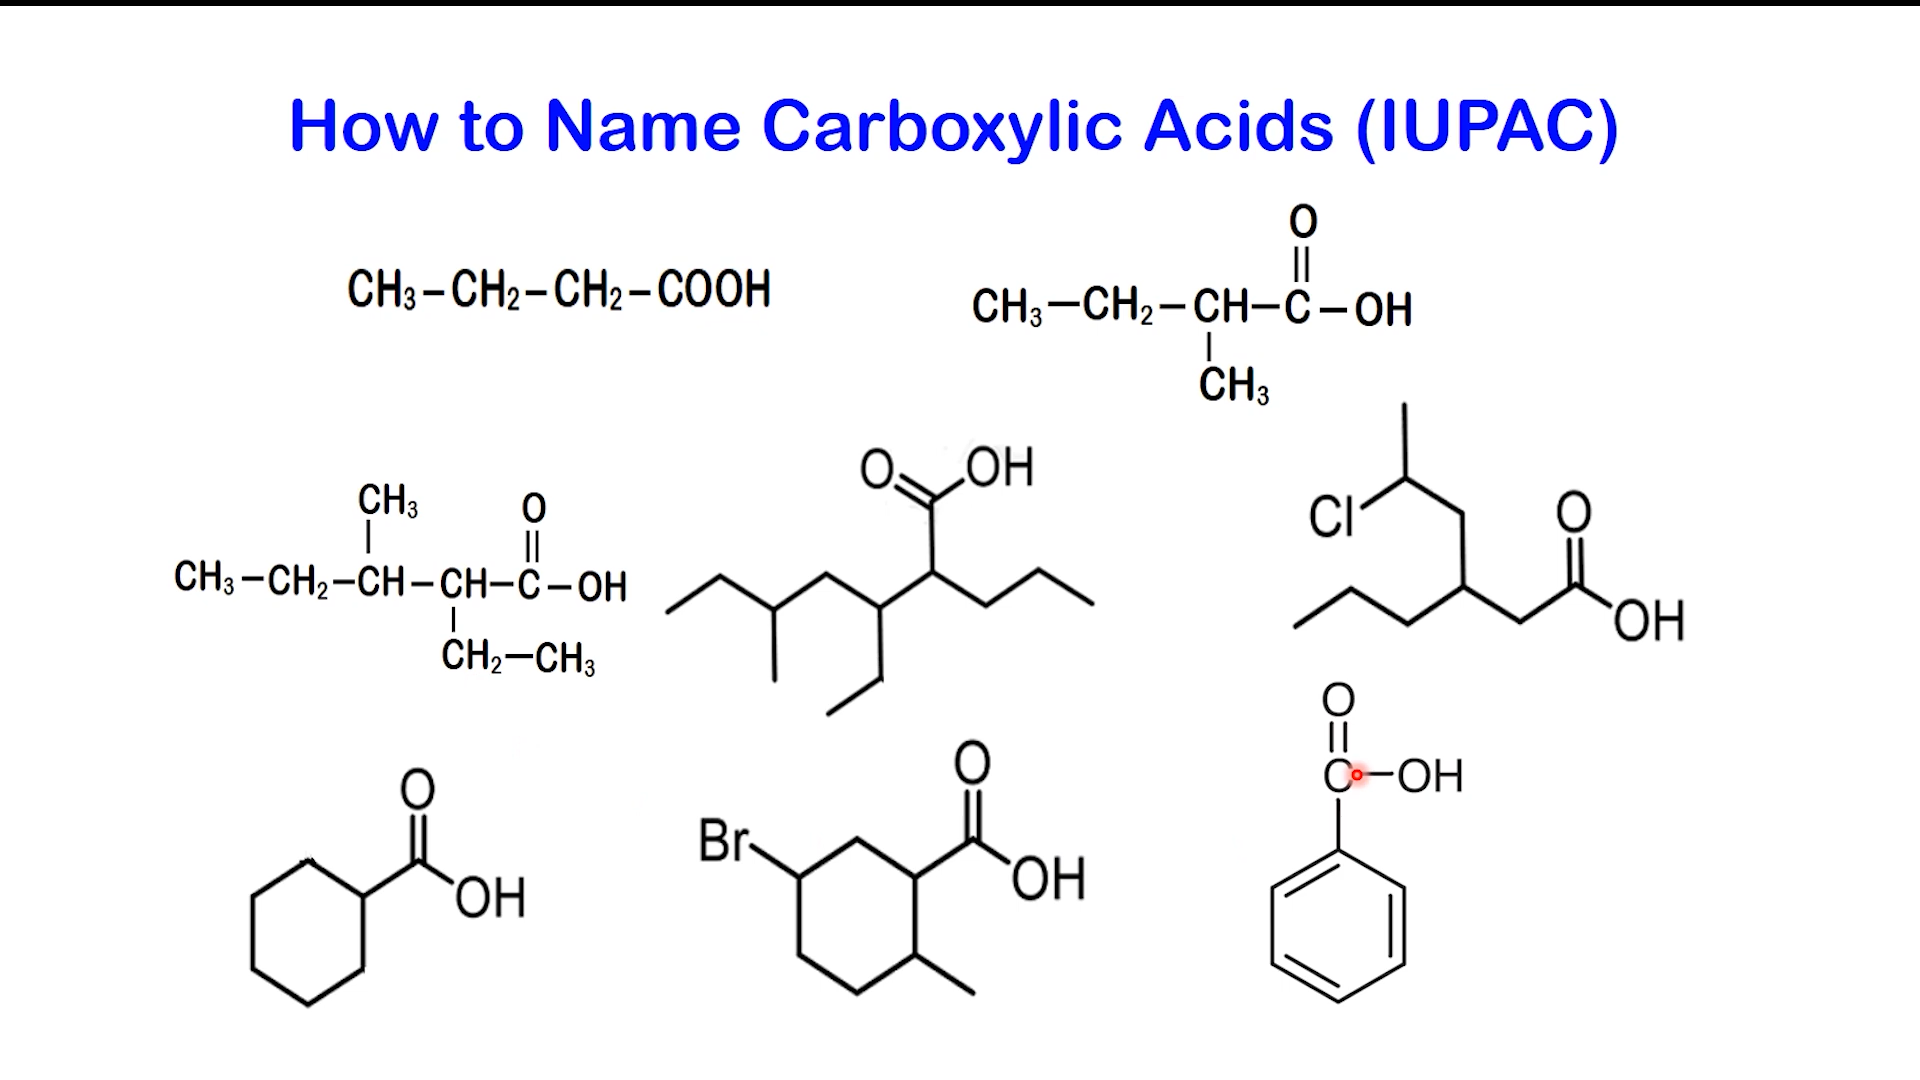 How to Name Carboxylic Acids (IUPAC)
CH₃–CH₂–CH₂–COOH
O
CH₃–CH₂–CH–C–OH
CH₃
CH₃
O
CH₃–CH₂–CH–CH–C–OH
CH₂–CH₃
O OH
Cl
O
OH
O
OH
Br
O
OH
O
C–OH